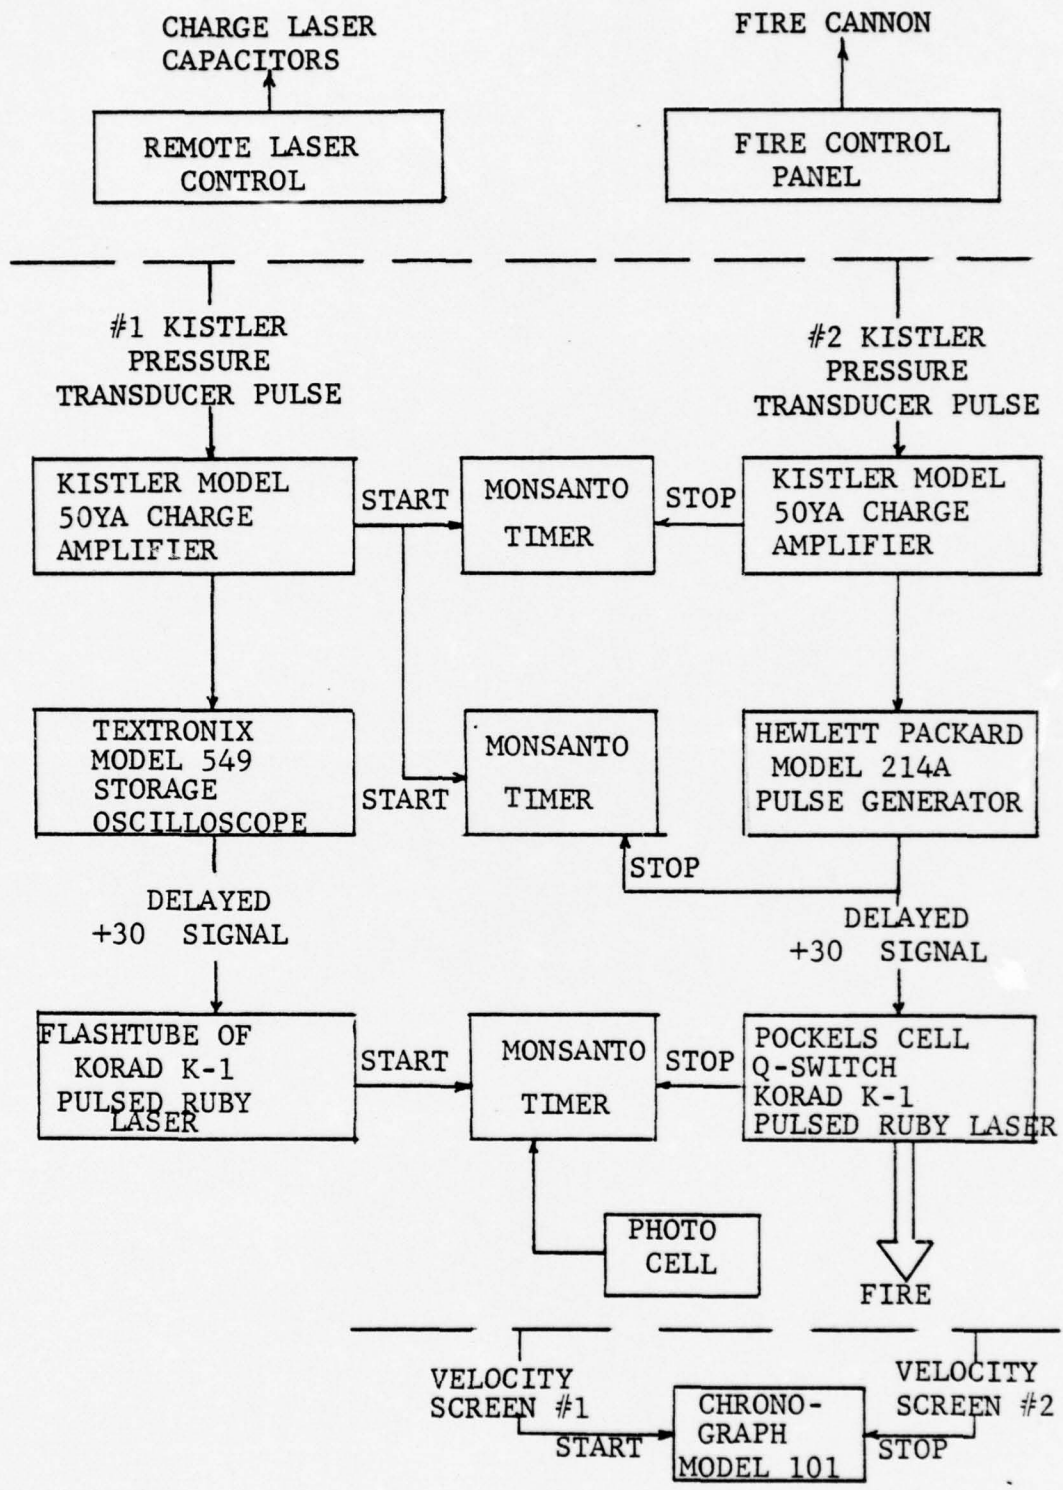 CHARGE LASER
CAPACITORS
FIRE CANNON
REMOTE LASER
CONTROL
FIRE CONTROL
PANEL
#1 KISTLER
PRESSURE
TRANSDUCER PULSE
#2 KISTLER
PRESSURE
TRANSDUCER PULSE
KISTLER MODEL
50YA CHARGE
AMPLIFIER
START
MONSANTO
TIMER
STOP
KISTLER MODEL
50YA CHARGE
AMPLIFIER
TEXTRONIX
MODEL 549
STORAGE
OSCILLOSCOPE
START
MONSANTO
TIMER
STOP
HEWLETT PACKARD
MODEL 214A
PULSE GENERATOR
DELAYED
+30 SIGNAL
DELAYED
+30 SIGNAL
FLASHTUBE OF
KORAD K-1
PULSED RUBY
LASER
START
MONSANTO
TIMER
STOP
POCKELS CELL
Q-SWITCH
KORAD K-1
PULSED RUBY LASER
PHOTO
CELL
FIRE
VELOCITY
SCREEN #1
START
CHRONO-
GRAPH
MODEL 101
VELOCITY
SCREEN #2
STOP